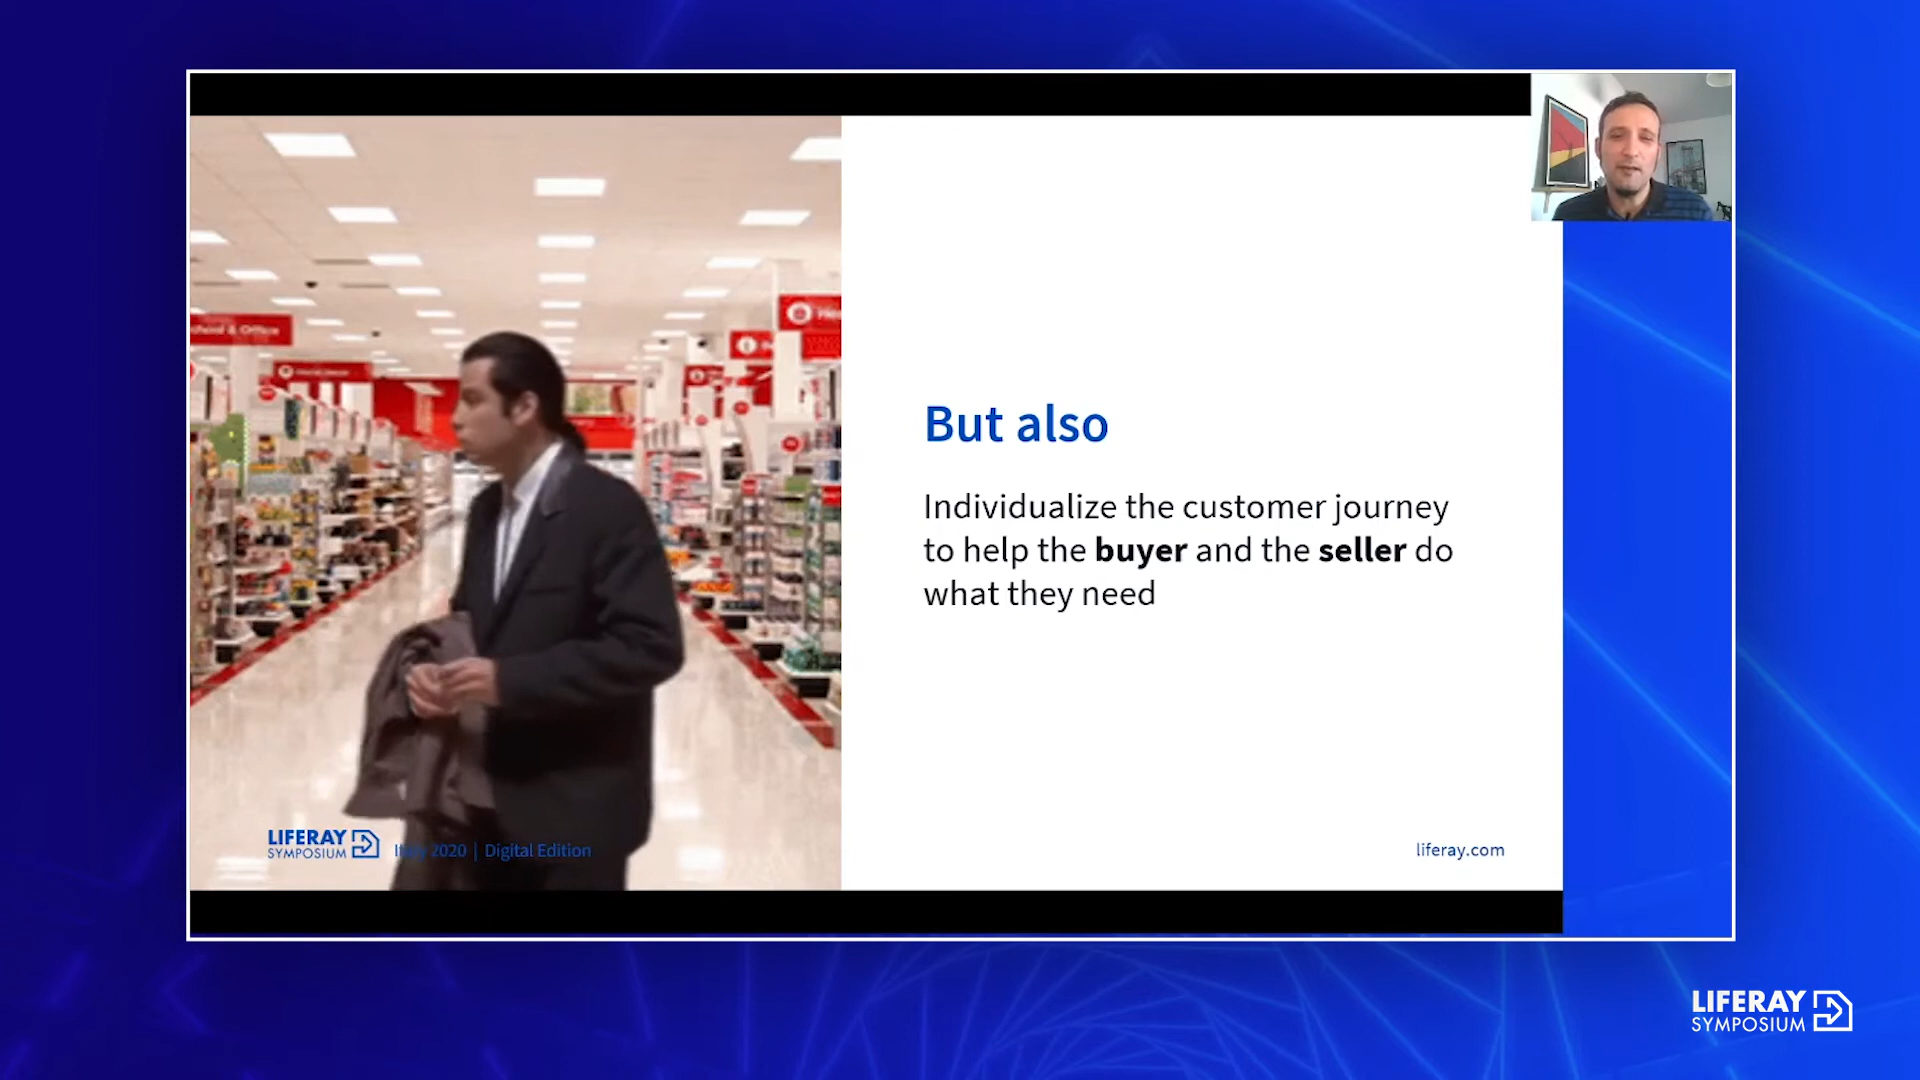 But also
Individualize the customer journey
to help the buyer and the seller do
what they need
LIFERAY
SYMPOSIUM
2020 | Digital Edition
liferay.com
LIFERAY
SYMPOSIUM